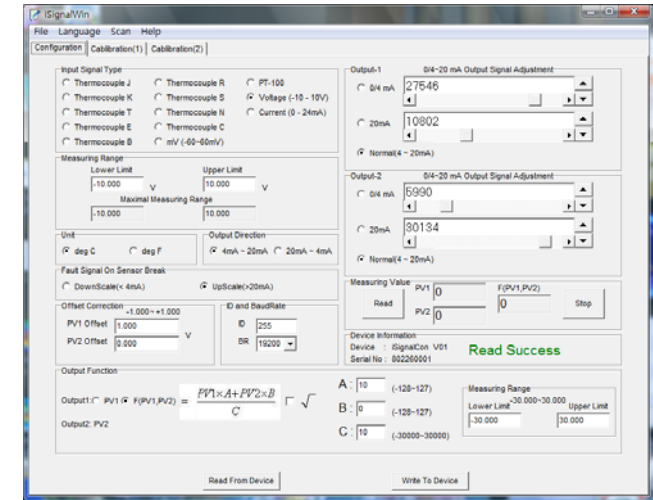 iSignalWin
File Language Scan Help
Configuration Cablibration(1) Cablibration(2)
Input Signal Type
Thermocouple J Thermocouple R PT-100
Thermocouple K Thermocouple S Voltage (-10 - 10V)
Thermocouple T Thermocouple N Current (0 - 24mA)
Thermocouple E Thermocouple C
Thermocouple B mV (-60~60mV)
Measuring Range
Lower Limit Upper Limit
-10.000 V 10.000 V
Maximal Measuring Range
-10.000 10.000
Unit
deg C deg F
Output Direction
4mA ~ 20mA 20mA ~ 4mA
Fault Signal On Sensor Break
DownScale(< 4mA) UpScale(>20mA)
Offset Correction -1.000~+1.000
PV1 Offset 1.000
PV2 Offset 0.000
V
ID and BaudRate
ID 255
BR 19200
Output-1 0/4~20 mA Output Signal Adjustment
0/4 mA 27546
20mA 10802
Normal(4 ~ 20mA)
Output-2 0/4~20 mA Output Signal Adjustment
0/4 mA 5990
20mA 30134
Normal(4 ~ 20mA)
Measuring Value
Read PV1 0 F(PV1,PV2) 0 Stop
PV2 0
Device Information
Device : iSignalCon V01
Serial No : 802260001
Read Success
Output Function
Output1: PV1 F(PV1,PV2) = PV1×A+PV2×B
C
√
Output2: PV2
A : 10 (-128~127)
B : 0 (-128~127)
C : 10 (-30000~30000)
Measuring Range
-30.000~30.000
Lower Limit Upper Limit
-30.000 30.000
Read From Device Write To Device